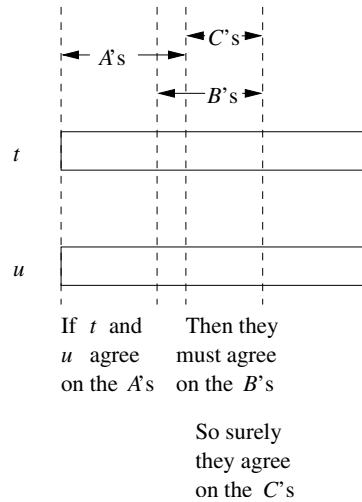 C's
A's
B's
t
u
If t and
u agree
on the A's
Then they
must agree
on the B's
So surely
they agree
on the C's